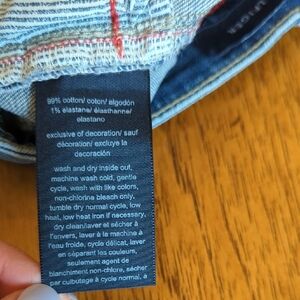 99% cotton/ coton/ algodón
1% elastane/ élasthanne/
elastano
exclusive of decoration/ sauf
décoration/ excluye la
decoración
wash and dry inside out,
machine wash cold, gentle
cycle, wash with like colors,
non-chlorine bleach only,
tumble dry normal cycle, low
heat, low heat iron if necessary,
dry clean/laver et sécher à
l'envers, laver à la machine à
l'eau froide, cycle délicat, laver
en séparant les couleurs,
seulement agent de
blanchiment non-chlore, sécher
par culbutage à cycle normal, à